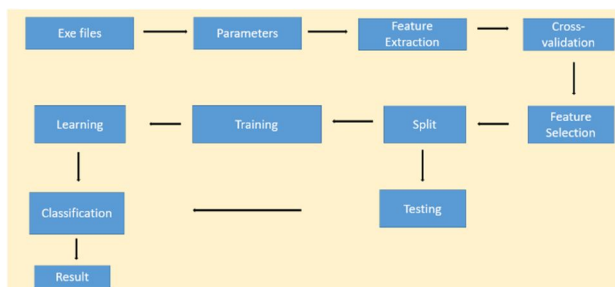 Exe files
Parameters
Feature
Extraction
Cross-
validation
Learning
Training
Split
Feature
Selection
Classification
Testing
Result